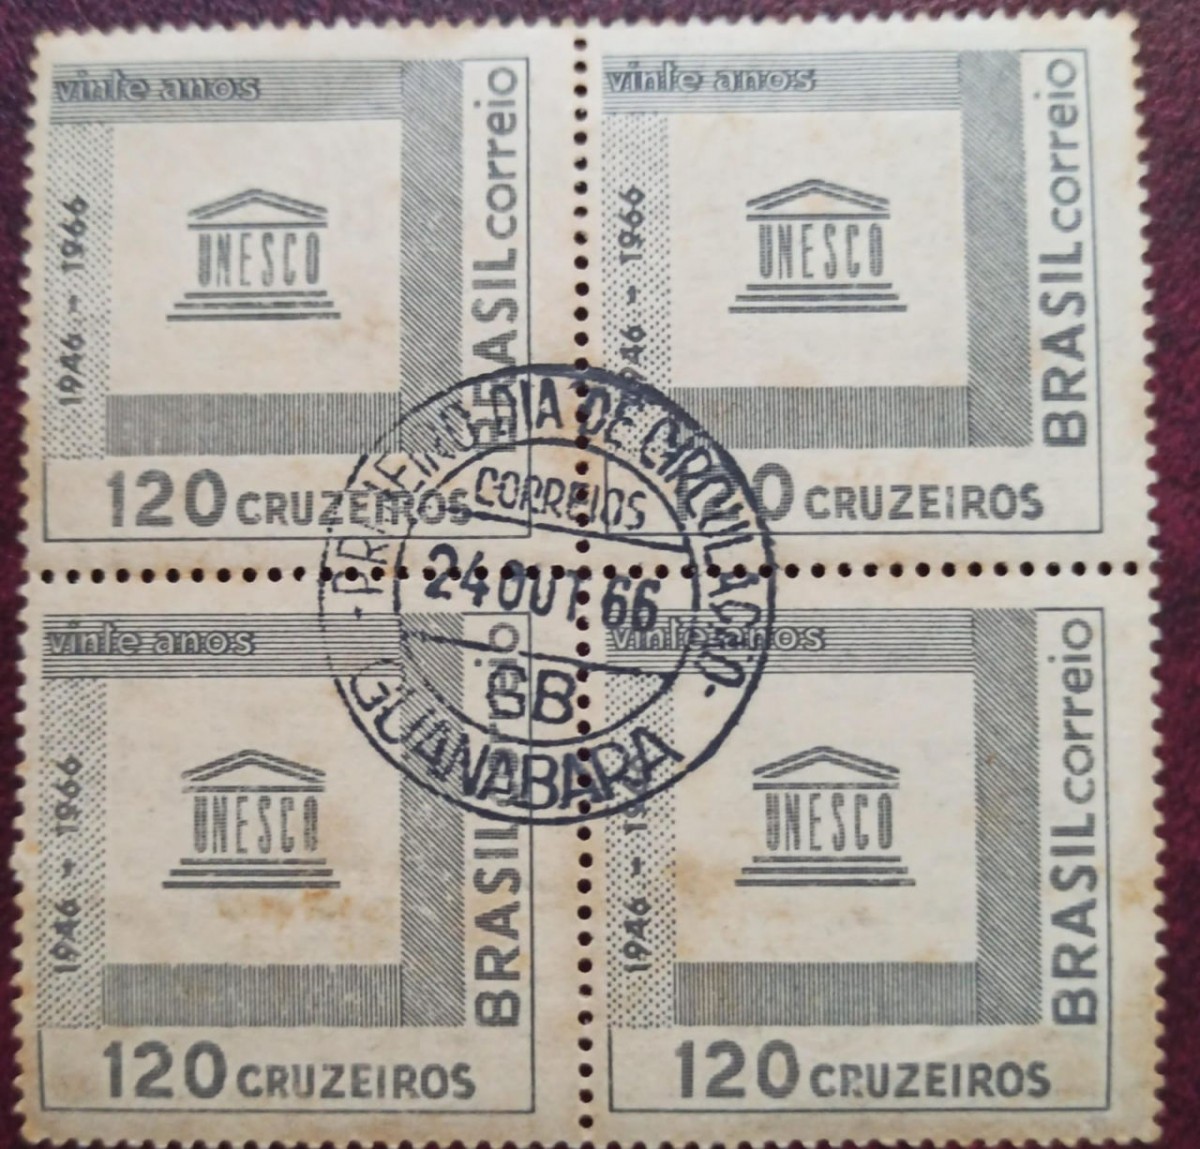 vinte anos
1946-1966
UNESCO
BRASIL correio
120 CRUZEIROS
vinte anos
1946-1966
UNESCO
BRASIL correio
120 CRUZEIROS
-PRIMEIRO DIA DE CIRCULAÇÃO-
CORREIOS
24 OUT 66
GB
GUANABARA
vinte anos
1946-1966
UNESCO
BRASIL correio
120 CRUZEIROS
vinte anos
1946-1966
UNESCO
BRASIL correio
120 CRUZEIROS